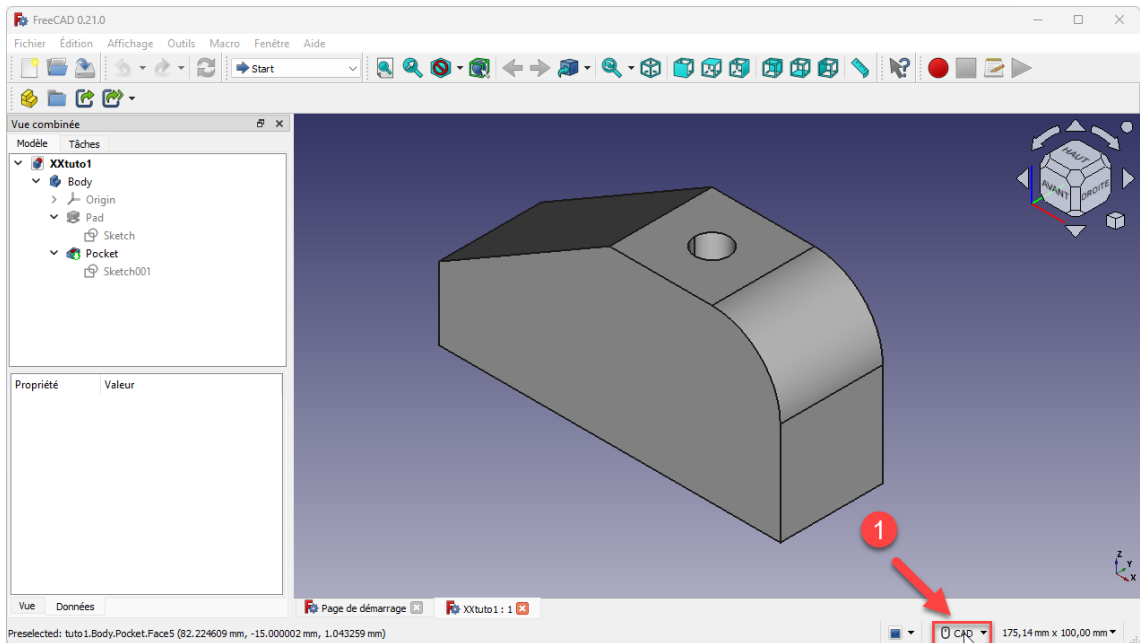 FreeCAD 0.21.0
Fichier Édition Affichage Outils Macro Fenêtre Aide
Start
Vue combinée
Modèle Tâches
XXtuto1
Body
Origin
Pad
Sketch
Pocket
Sketch001
HAUT
AVANT
DROITE
Propriété Valeur
1
Z
Y
X
Vue Données
Page de démarrage
XXtuto1 : 1
Preselected: tuto1.Body.Pocket.Face5 (82.224609 mm, -15.000002 mm, 1.043259 mm)
CAD
175,14 mm x 100,00 mm